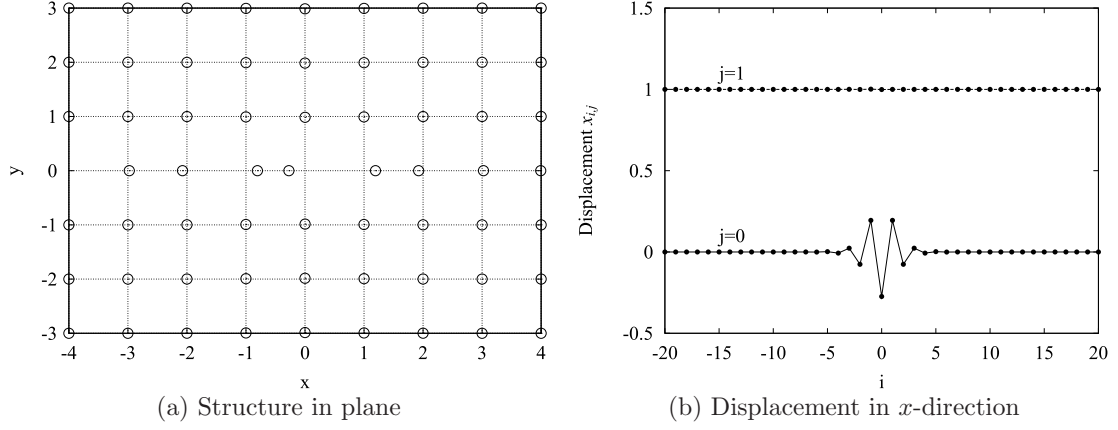 3
2
1
0
-1
-2
-3
y
-4 -3 -2 -1 0 1 2 3 4
x
(a) Structure in plane
1.5
1
0.5
0
-0.5
Displacement x_{i,j}
j=1
j=0
-20 -15 -10 -5 0 5 10 15 20
i
(b) Displacement in x-direction